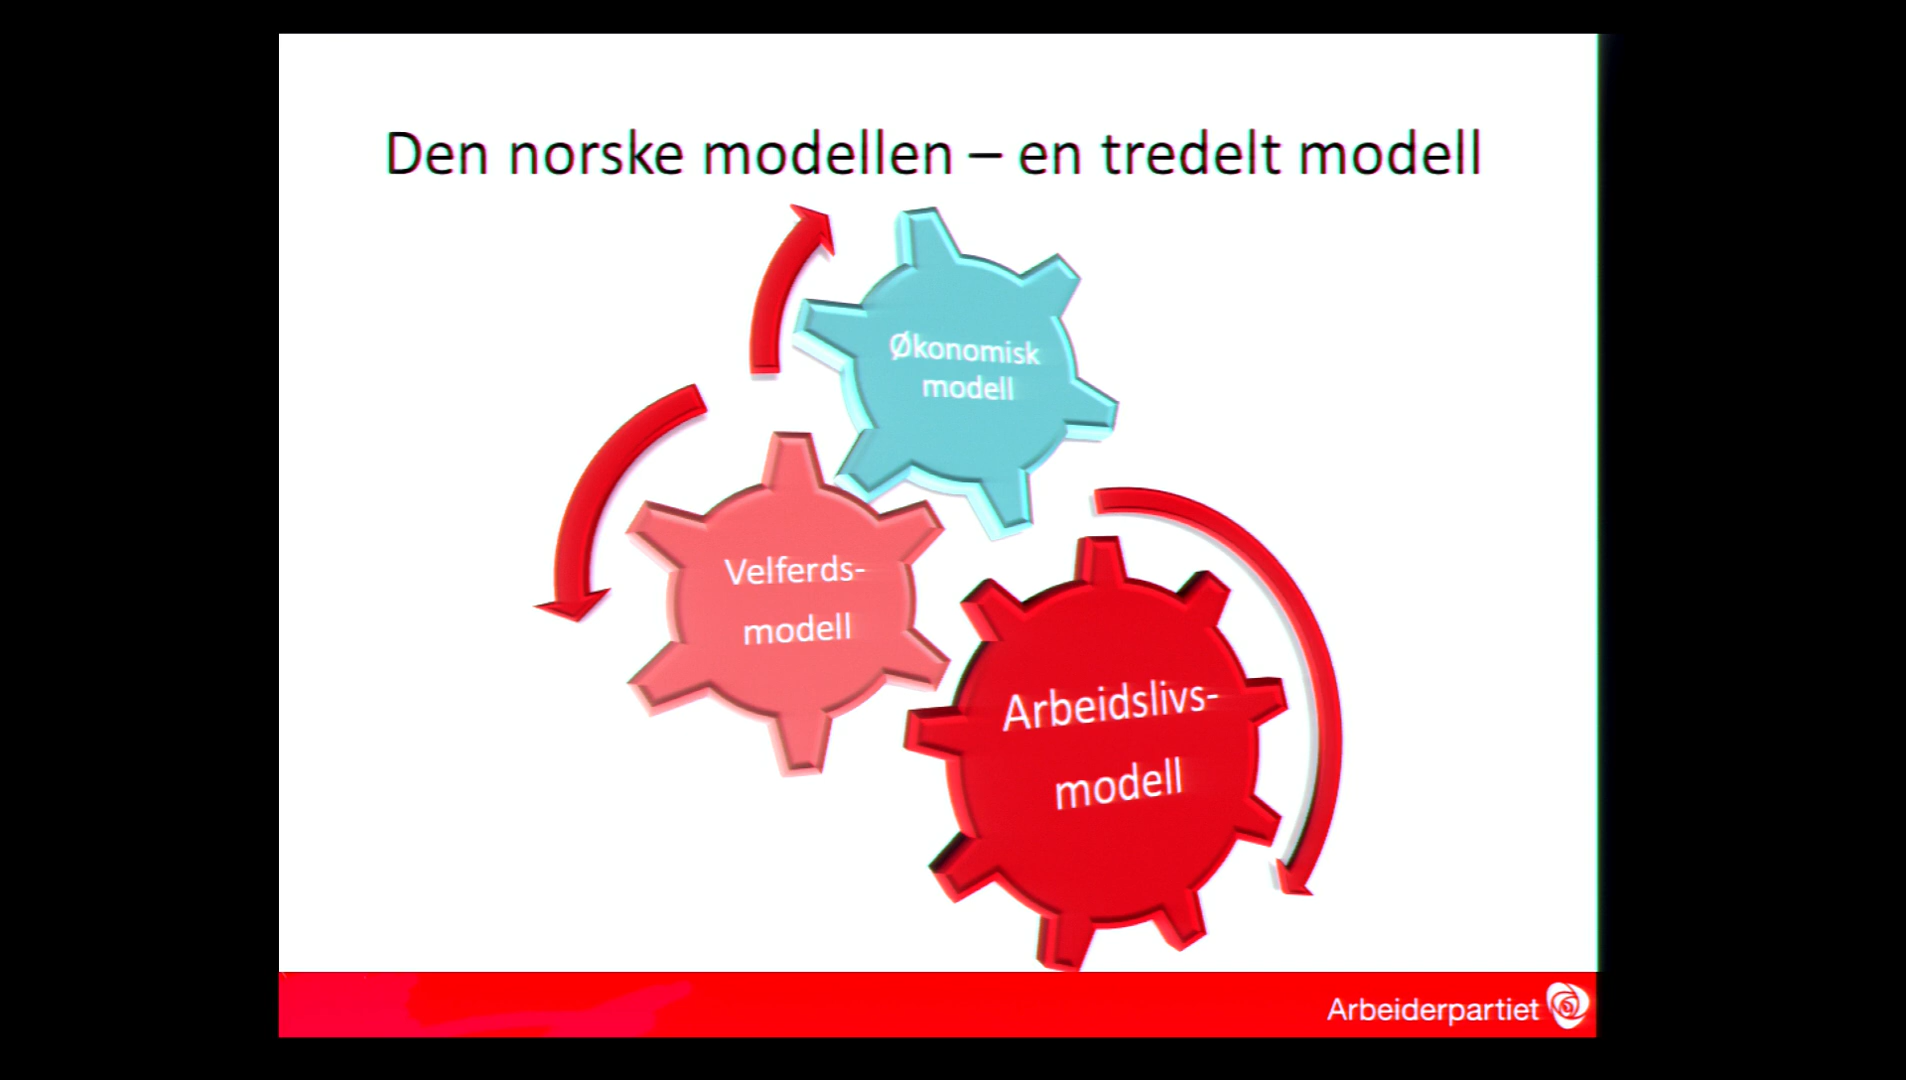 Den norske modellen – en tredelt modell
Økonomisk
modell
Velferds-
modell
Arbeidslivs-
modell
Arbeiderpartiet